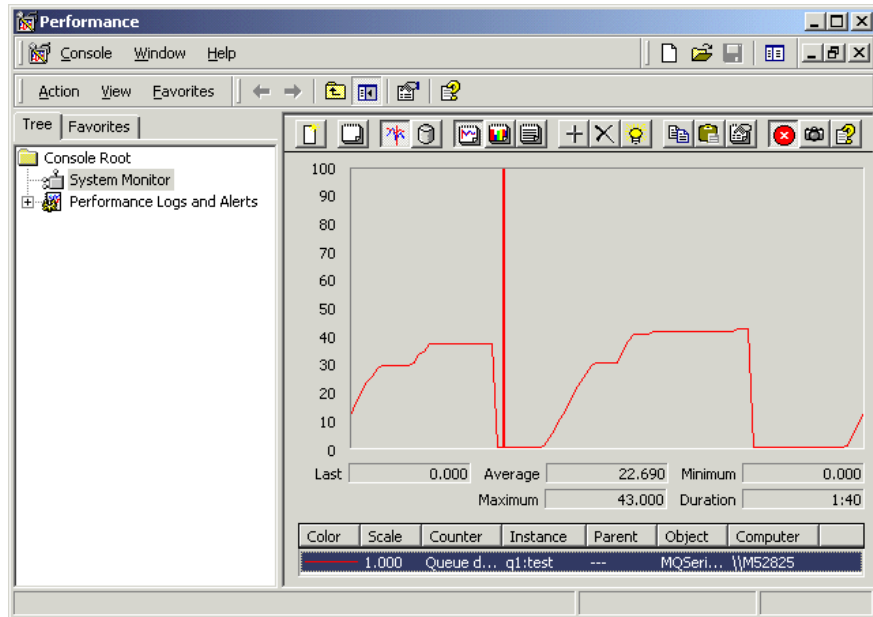 Performance
Console Window Help
Action View Favorites
Tree Favorites
Console Root
System Monitor
Performance Logs and Alerts
100
90
80
70
60
50
40
30
20
10
0
Last 0.000 Average 22.690 Minimum 0.000
Maximum 43.000 Duration 1:40
Color Scale Counter Instance Parent Object Computer
1.000 Queue d... q1:test --- MQSeri... \\M52825